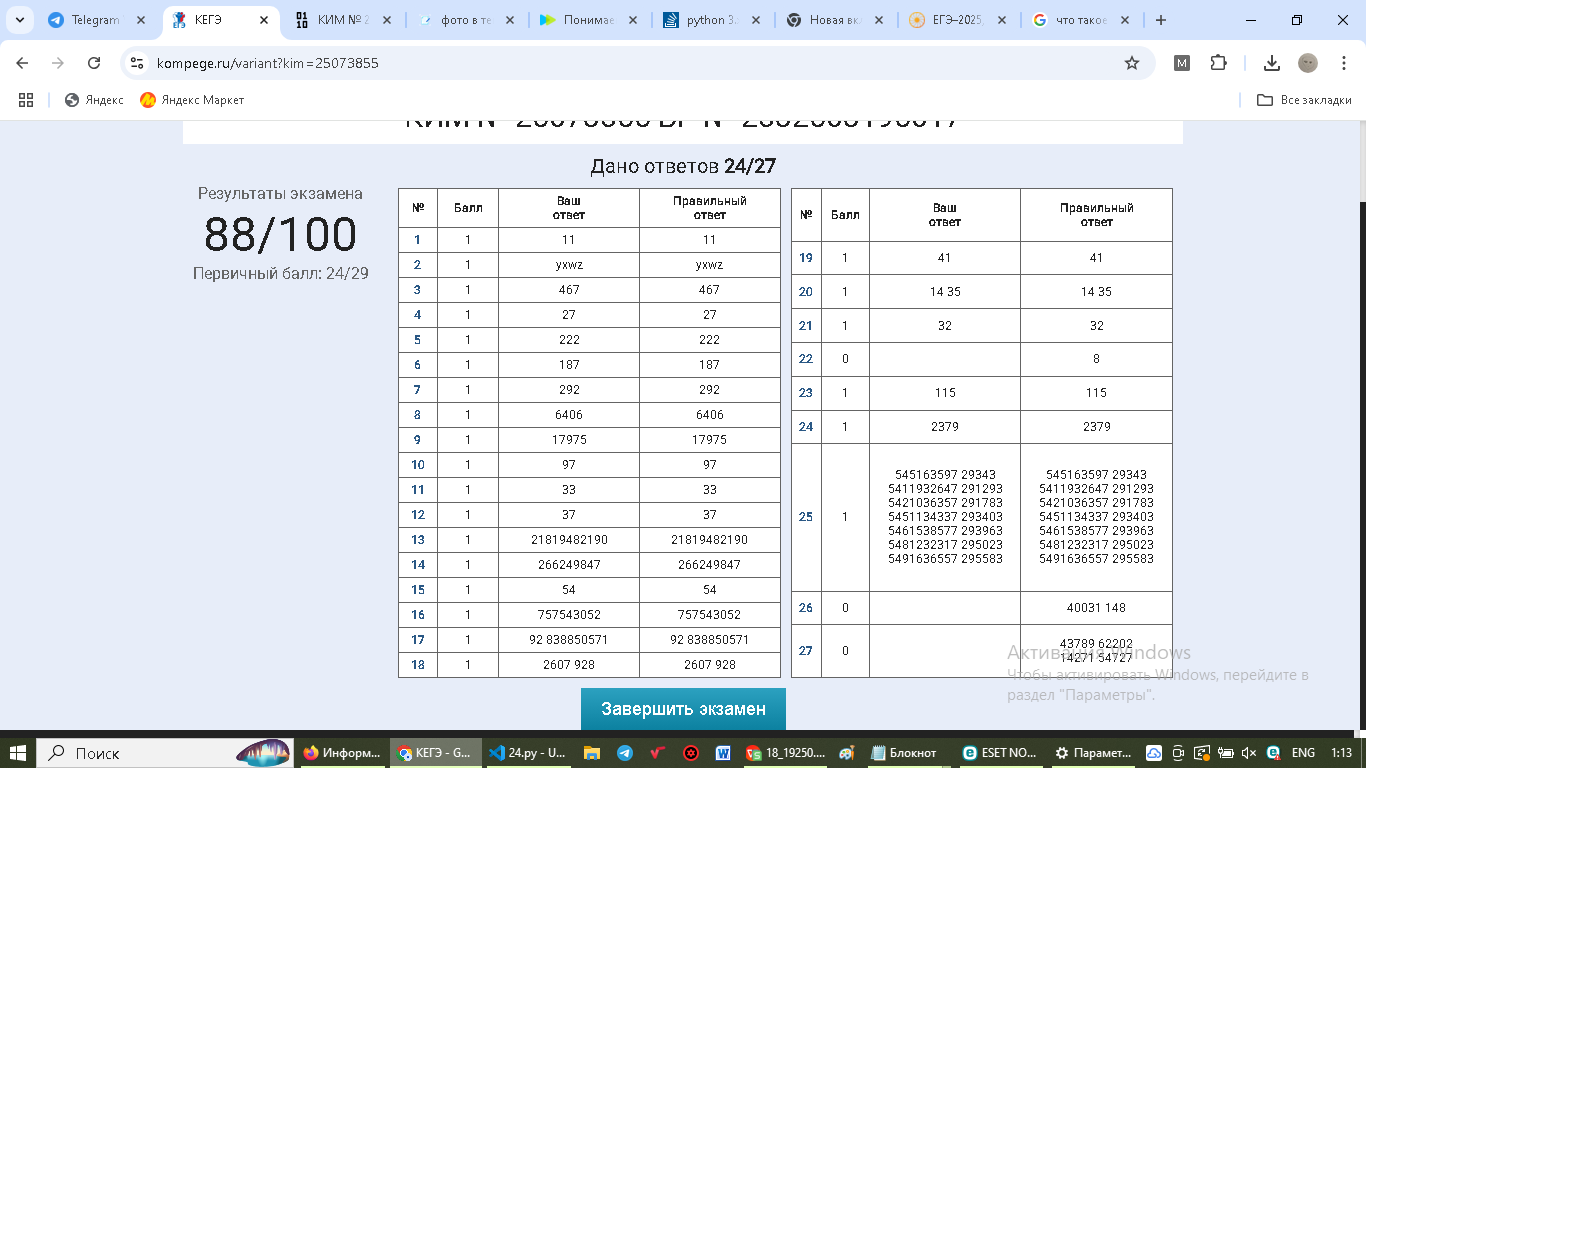 Telegram
КЕГЭ
КИМ № 2
фото в те
Понимае
python 3.
Новая вк
ЕГЭ–2025,
что такое
kompege.ru/variant?kim=25073855
M
Яндекс
Яндекс Маркет
Все закладки
Дано ответов 24/27
Результаты экзамена
88/100
Первичный балл: 24/29
№ Балл Ваш ответ Правильный ответ
1 1 11 11
2 1 yxwz yxwz
3 1 467 467
4 1 27 27
5 1 222 222
6 1 187 187
7 1 292 292
8 1 6406 6406
9 1 17975 17975
10 1 97 97
11 1 33 33
12 1 37 37
13 1 21819482190 21819482190
14 1 266249847 266249847
15 1 54 54
16 1 757543052 757543052
17 1 92 838850571 92 838850571
18 1 2607 928 2607 928
№ Балл Ваш ответ Правильный ответ
19 1 41 41
20 1 14 35 14 35
21 1 32 32
22 0 8
23 1 115 115
24 1 2379 2379
25 1
545163597 29343 545163597 29343
5411932647 291293 5411932647 291293
5421036357 291783 5421036357 291783
5451134337 293403 5451134337 293403
5461538577 293963 5461538577 293963
5481232317 295023 5481232317 295023
5491636557 295583 5491636557 295583
26 0 40031 148
27 0 43789 62202
14271 54727
Активация Windows
Чтобы активировать Windows, перейдите в
раздел "Параметры".
Завершить экзамен
Поиск
Информ...
КЕГЭ - G...
24.py - U...
18_19250....
Блокнот
ESET NO...
Парамет...
ENG
1:13